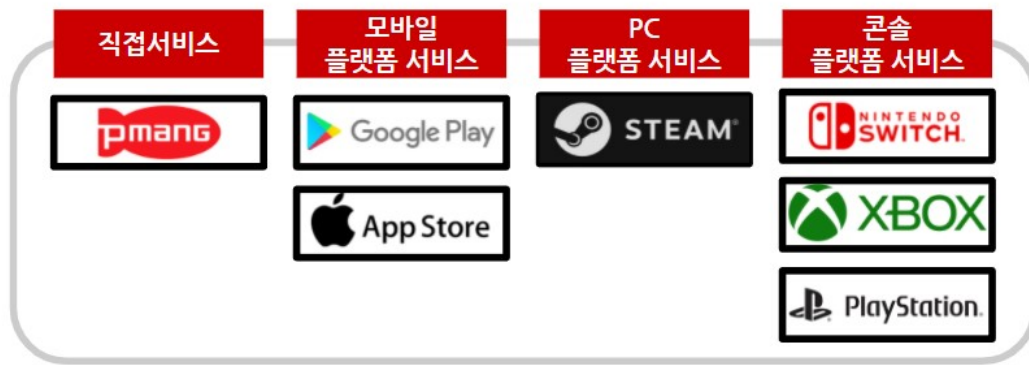 직접서비스
모바일
플랫폼 서비스
PC
플랫폼 서비스
콘솔
플랫폼 서비스
pmang
Google Play
App Store
STEAM
NINTENDO
SWITCH
XBOX
PlayStation